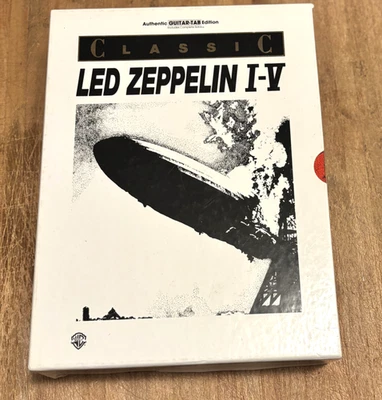 Authentic GUITAR-TAB Edition
CLASSIC
LED ZEPPELIN I-V